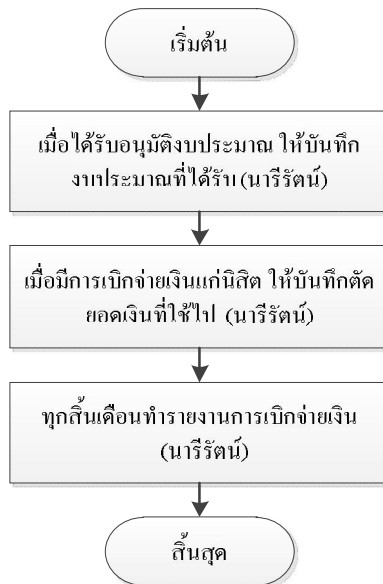 เริ่มต้น
เมื่อได้รับอนุมัติงบประมาณ ให้บันทึก
งบประมาณที่ได้รับ (นารีรัตน์)
เมื่อมีการเบิกจ่ายเงินแก่นิสิต ให้บันทึกตัด
ยอดเงินที่ใช้ไป (นารีรัตน์)
ทุกสิ้นเดือนทำรายงานการเบิกจ่ายเงิน
(นารีรัตน์)
สิ้นสุด